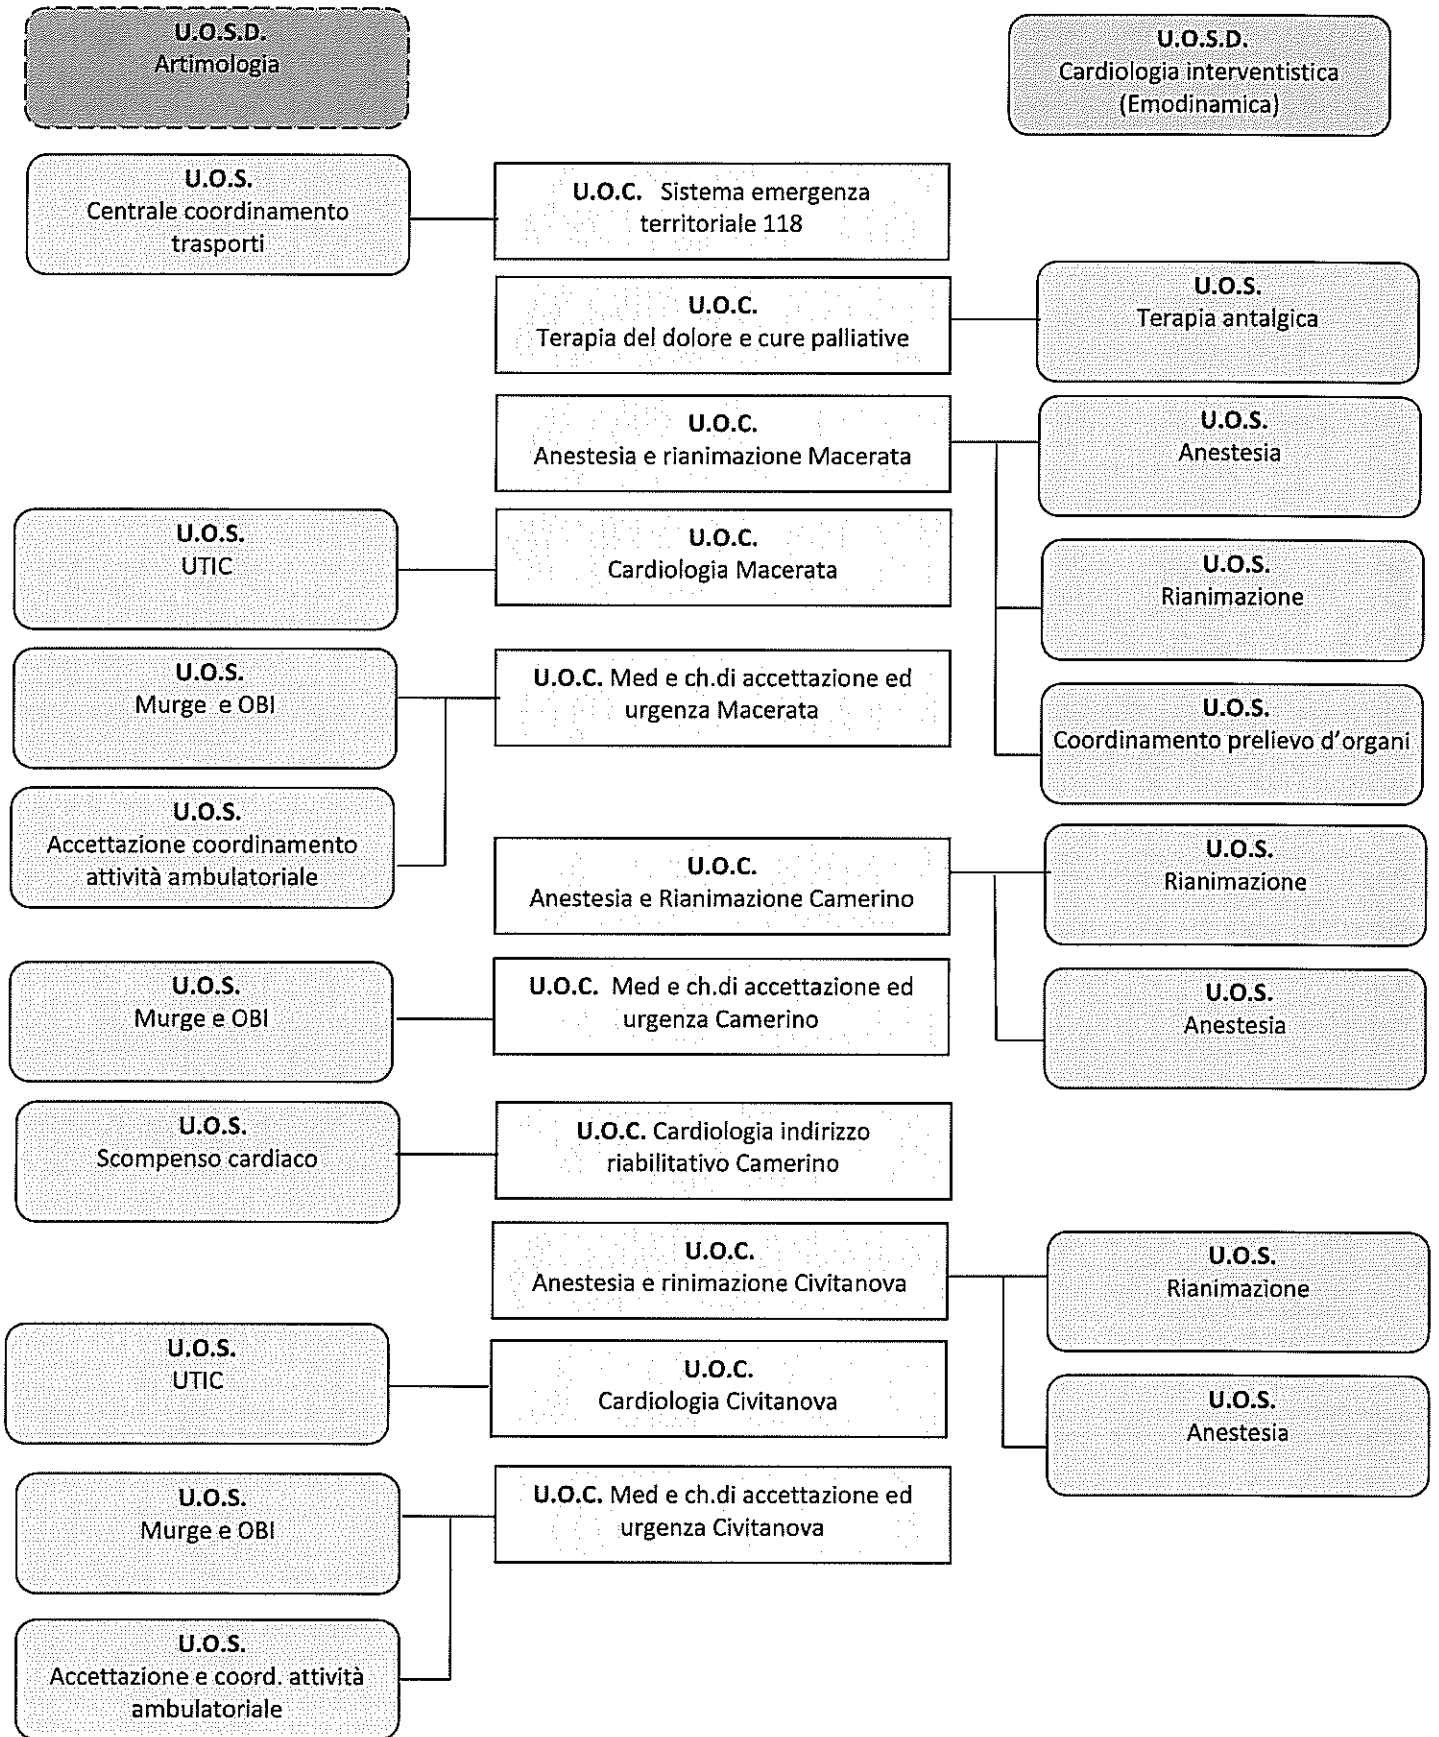 U.O.S.D.
Artimologia
U.O.S.D.
Cardiologia interventistica
(Emodinamica)
U.O.S.
Centrale coordinamento
trasporti
U.O.C. Sistema emergenza
territoriale 118
U.O.C.
Terapia del dolore e cure palliative
U.O.S.
Terapia antalgica
U.O.C.
Anestesia e rianimazione Macerata
U.O.S.
Anestesia
U.O.S.
UTIC
U.O.C.
Cardiologia Macerata
U.O.S.
Rianimazione
U.O.S.
Murge e OBI
U.O.C. Med e ch.di accettazione ed
urgenza Macerata
U.O.S.
Coordinamento prelievo d'organi
U.O.S.
Accettazione coordinamento
attività ambulatoriale
U.O.C.
Anestesia e Rianimazione Camerino
U.O.S.
Rianimazione
U.O.S.
Murge e OBI
U.O.C. Med e ch.di accettazione ed
urgenza Camerino
U.O.S.
Anestesia
U.O.S.
Scompenso cardiaco
U.O.C. Cardiologia indirizzo
riabilitativo Camerino
U.O.C.
Anestesia e rinimazione Civitanova
U.O.S.
Rianimazione
U.O.S.
UTIC
U.O.C.
Cardiologia Civitanova
U.O.S.
Anestesia
U.O.S.
Murge e OBI
U.O.C. Med e ch.di accettazione ed
urgenza Civitanova
U.O.S.
Accettazione e coord. attività
ambulatoriale